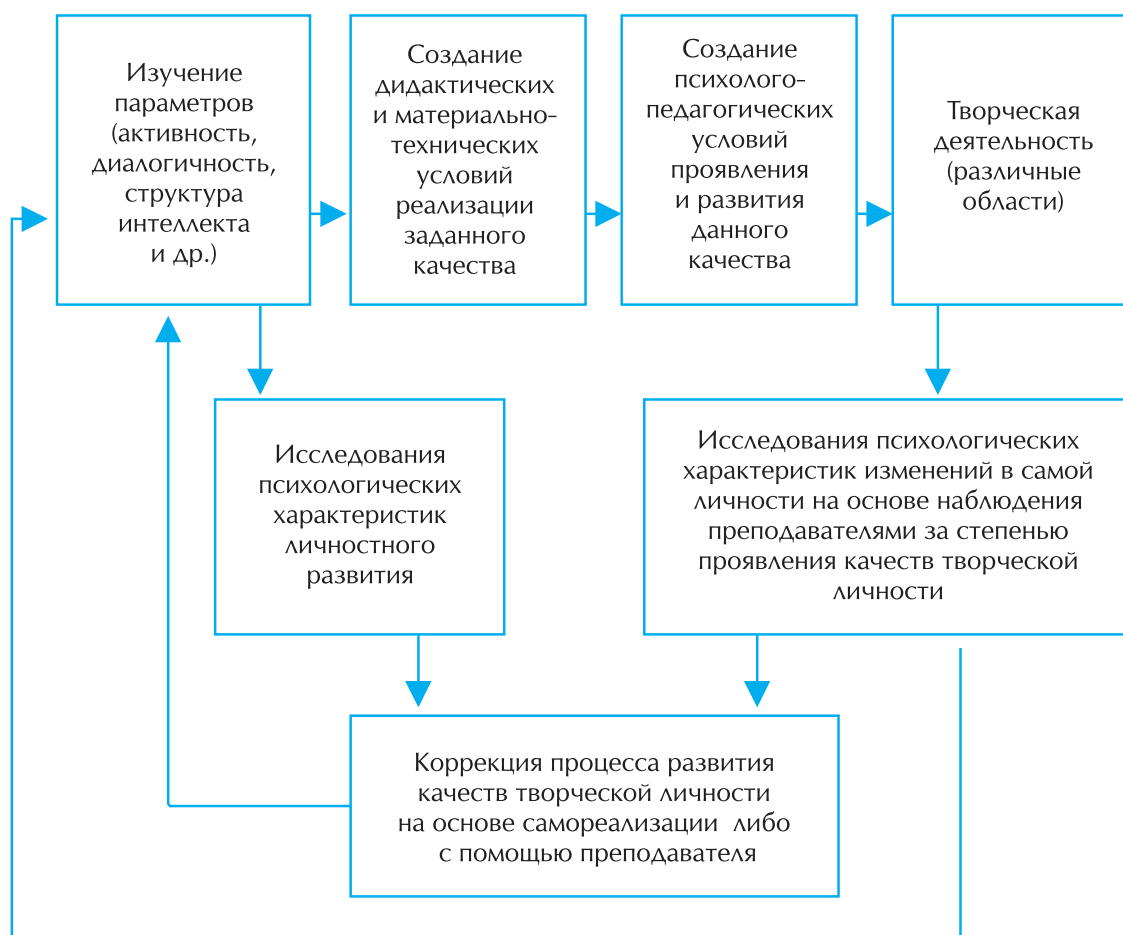 Изучение
параметров
(активность,
диалогичность,
структура
интеллекта
и др.)
Создание
дидактических
и материально-
технических
условий
реализации
заданного
качества
Создание
психолого-
педагогических
условий
проявления
и развития
данного
качества
Творческая
деятельность
(различные
области)
Исследования
психологических
характеристик
личностного
развития
Исследования психологических
характеристик изменений в самой
личности на основе наблюдения
преподавателями за степенью
проявления качеств творческой
личности
Коррекция процесса развития
качеств творческой личности
на основе самореализации либо
с помощью преподавателя